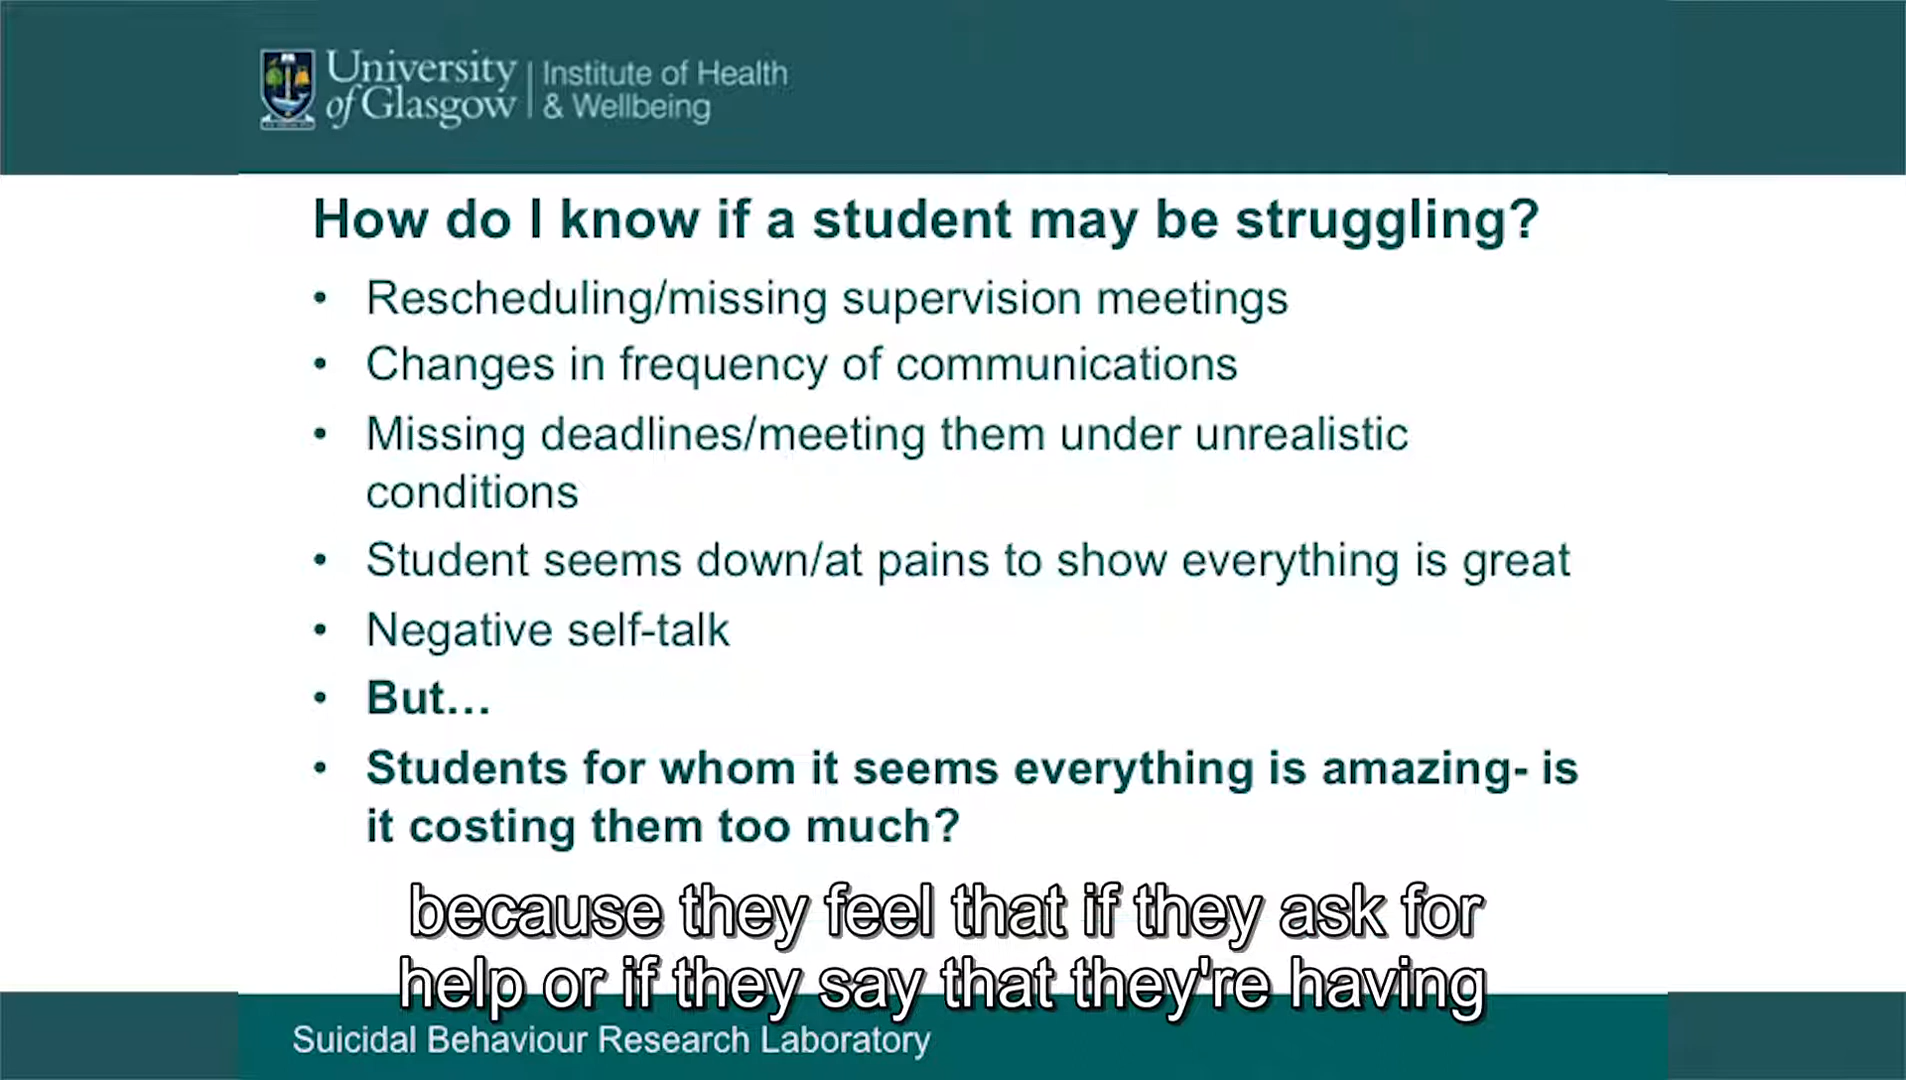 University
of Glasgow
Institute of Health
& Wellbeing
How do I know if a student may be struggling?
• Rescheduling/missing supervision meetings
• Changes in frequency of communications
• Missing deadlines/meeting them under unrealistic
conditions
• Student seems down/at pains to show everything is great
• Negative self-talk
• But…
• Students for whom it seems everything is amazing- is
it costing them too much?
because they feel that if they ask for
help or if they say that they're having
Suicidal Behaviour Research Laboratory